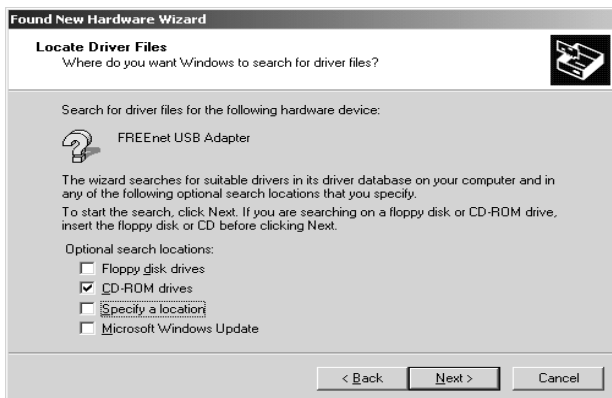 Found New Hardware Wizard
Locate Driver Files
Where do you want Windows to search for driver files?
Search for driver files for the following hardware device:
FREEnet USB Adapter
The wizard searches for suitable drivers in its driver database on your computer and in
any of the following optional search locations that you specify.
To start the search, click Next. If you are searching on a floppy disk or CD-ROM drive,
insert the floppy disk or CD before clicking Next.
Optional search locations:
Floppy disk drives
CD-ROM drives
Specify a location
Microsoft Windows Update
< Back Next > Cancel